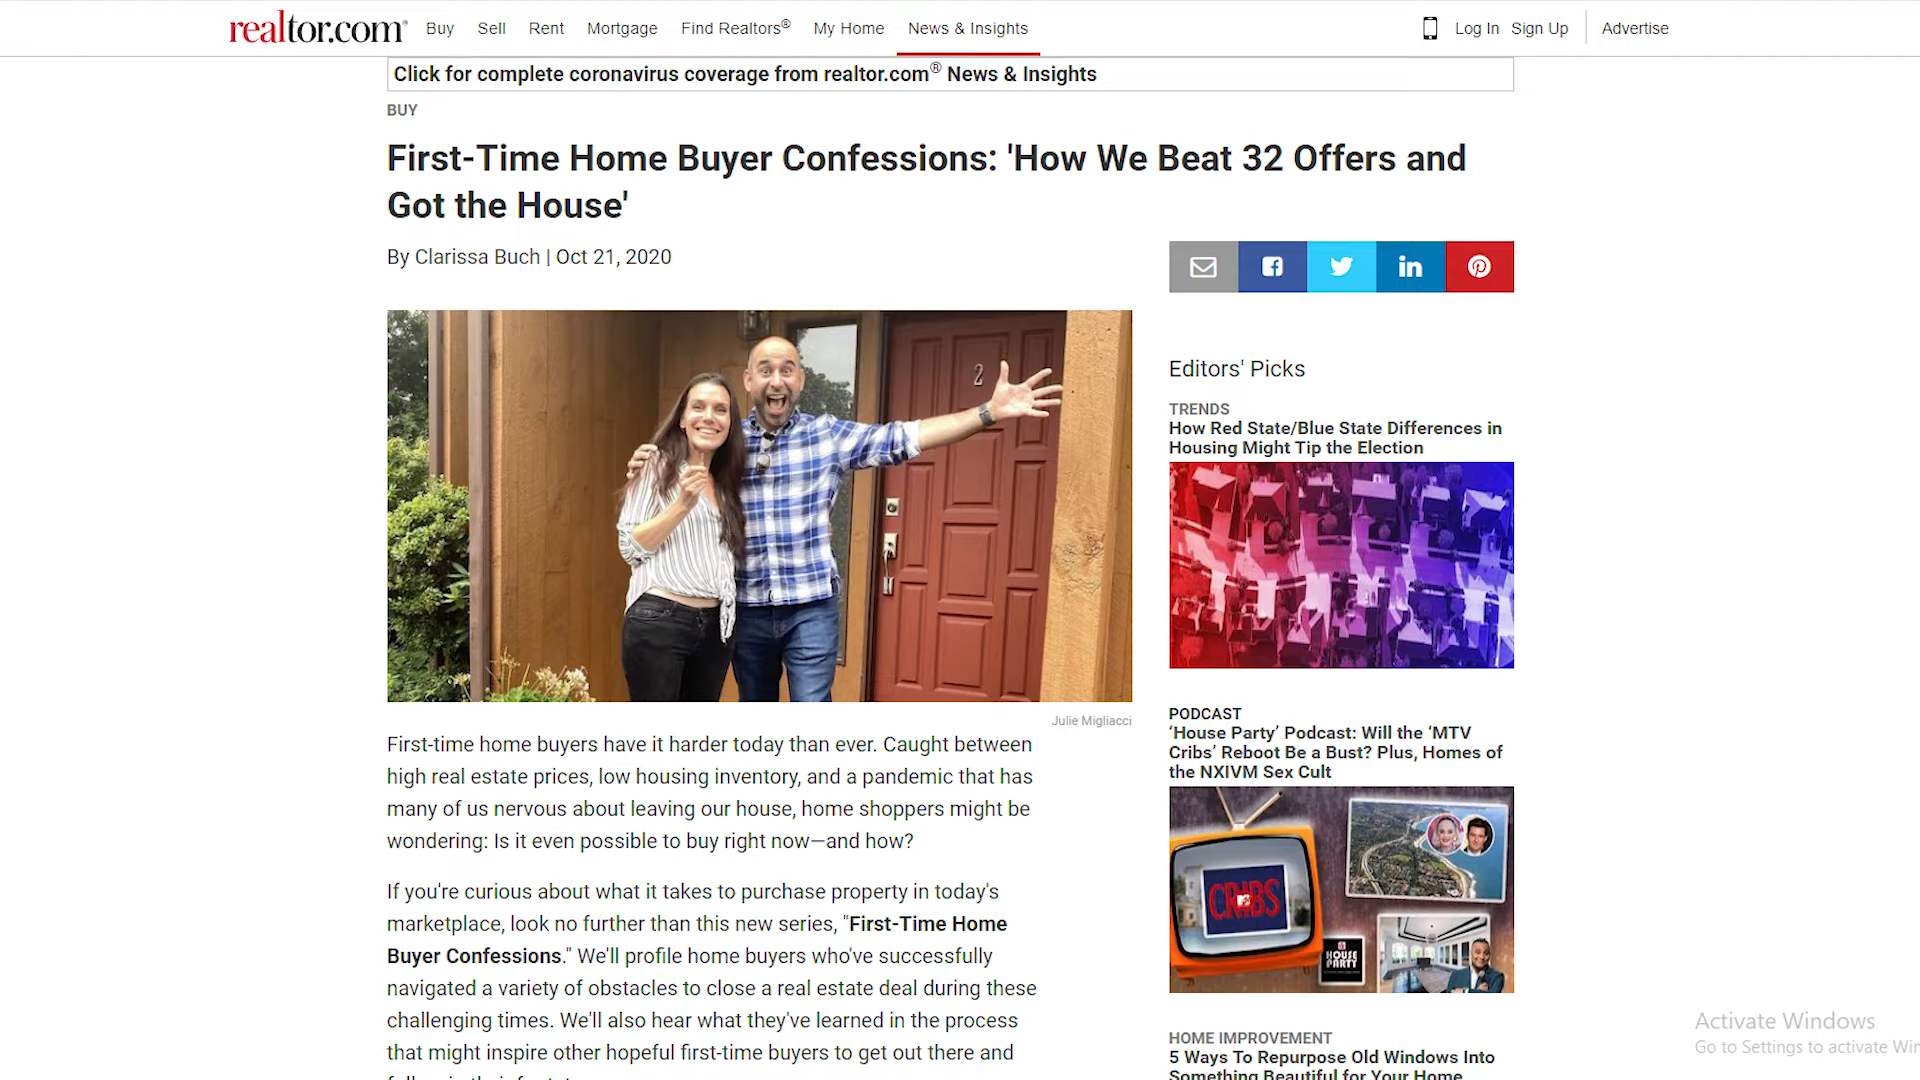 realtor.com®
Buy
Sell
Rent
Mortgage
Find Realtors®
My Home
News & Insights
Log In
Sign Up
Advertise
Click for complete coronavirus coverage from realtor.com® News & Insights
BUY
First-Time Home Buyer Confessions: 'How We Beat 32 Offers and
Got the House'
By Clarissa Buch | Oct 21, 2020
2
Julie Migliacci
First-time home buyers have it harder today than ever. Caught between
high real estate prices, low housing inventory, and a pandemic that has
many of us nervous about leaving our house, home shoppers might be
wondering: Is it even possible to buy right now—and how?
If you're curious about what it takes to purchase property in today's
marketplace, look no further than this new series, "First-Time Home
Buyer Confessions." We'll profile home buyers who've successfully
navigated a variety of obstacles to close a real estate deal during these
challenging times. We'll also hear what they've learned in the process
that might inspire other hopeful first-time buyers to get out there and
Editors' Picks
TRENDS
How Red State/Blue State Differences in
Housing Might Tip the Election
PODCAST
‘House Party’ Podcast: Will the ‘MTV
Cribs’ Reboot Be a Bust? Plus, Homes of
the NXIVM Sex Cult
CRIBS
HOUSE
PARTY
HOME IMPROVEMENT
5 Ways To Repurpose Old Windows Into
Something Beautiful for Your Home
Activate Windows
Go to Settings to activate Win